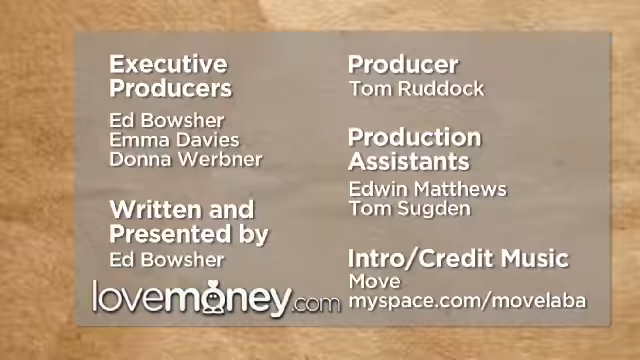 Executive
Producers
Ed Bowsher
Emma Davies
Donna Werbner
Written and
Presented by
Ed Bowsher
lovemoney.com
Producer
Tom Ruddock
Production
Assistants
Edwin Matthews
Tom Sugden
Intro/Credit Music
Move
myspace.com/movelaba